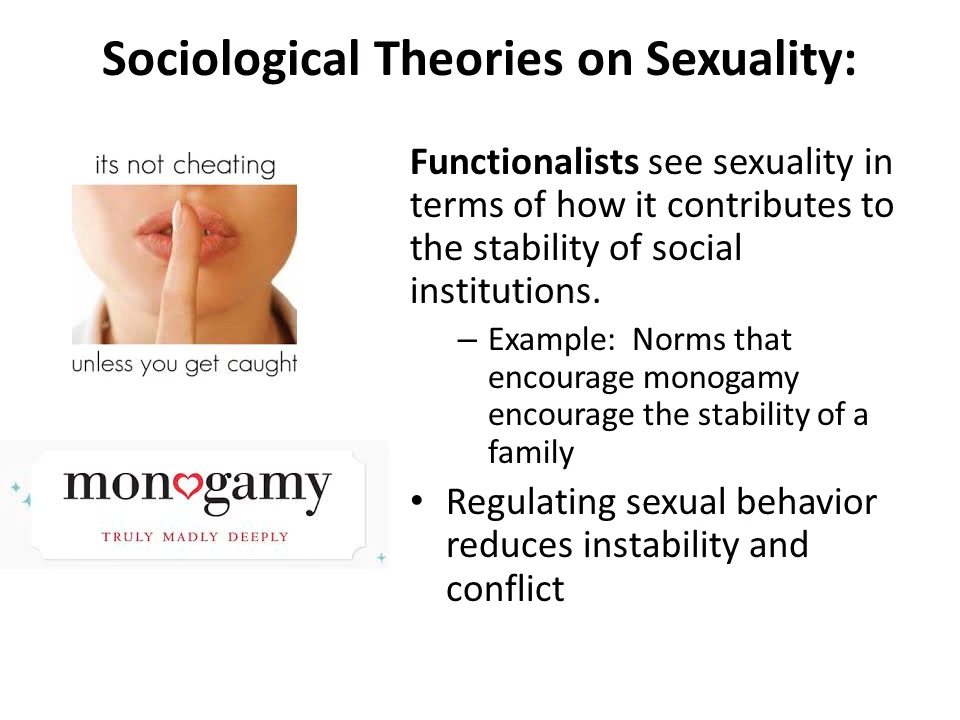 Sociological Theories on Sexuality:
its not cheating
unless you get caught
monogamy
TRULY MADLY DEEPLY
Functionalists see sexuality in
terms of how it contributes to
the stability of social
institutions.
– Example:  Norms that
encourage monogamy
encourage the stability of a
family
• Regulating sexual behavior
reduces instability and
conflict